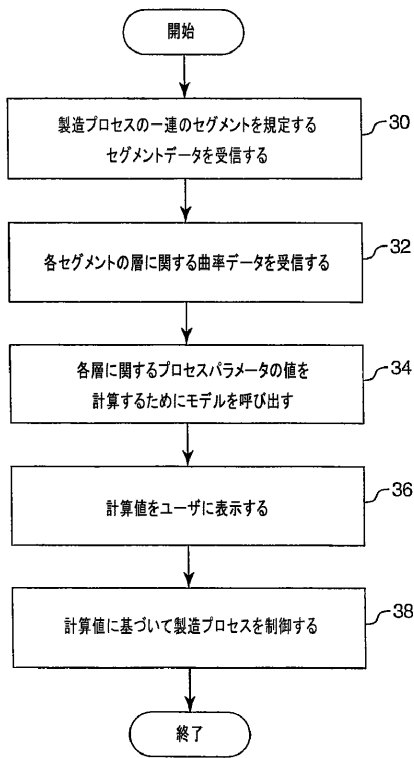 開始
製造プロセスの一連のセグメントを規定する
セグメントデータを受信する
30
各セグメントの層に関する曲率データを受信する
32
各層に関するプロセスパラメータの値を
計算するためにモデルを呼び出す
34
計算値をユーザに表示する
36
計算値に基づいて製造プロセスを制御する
38
終了